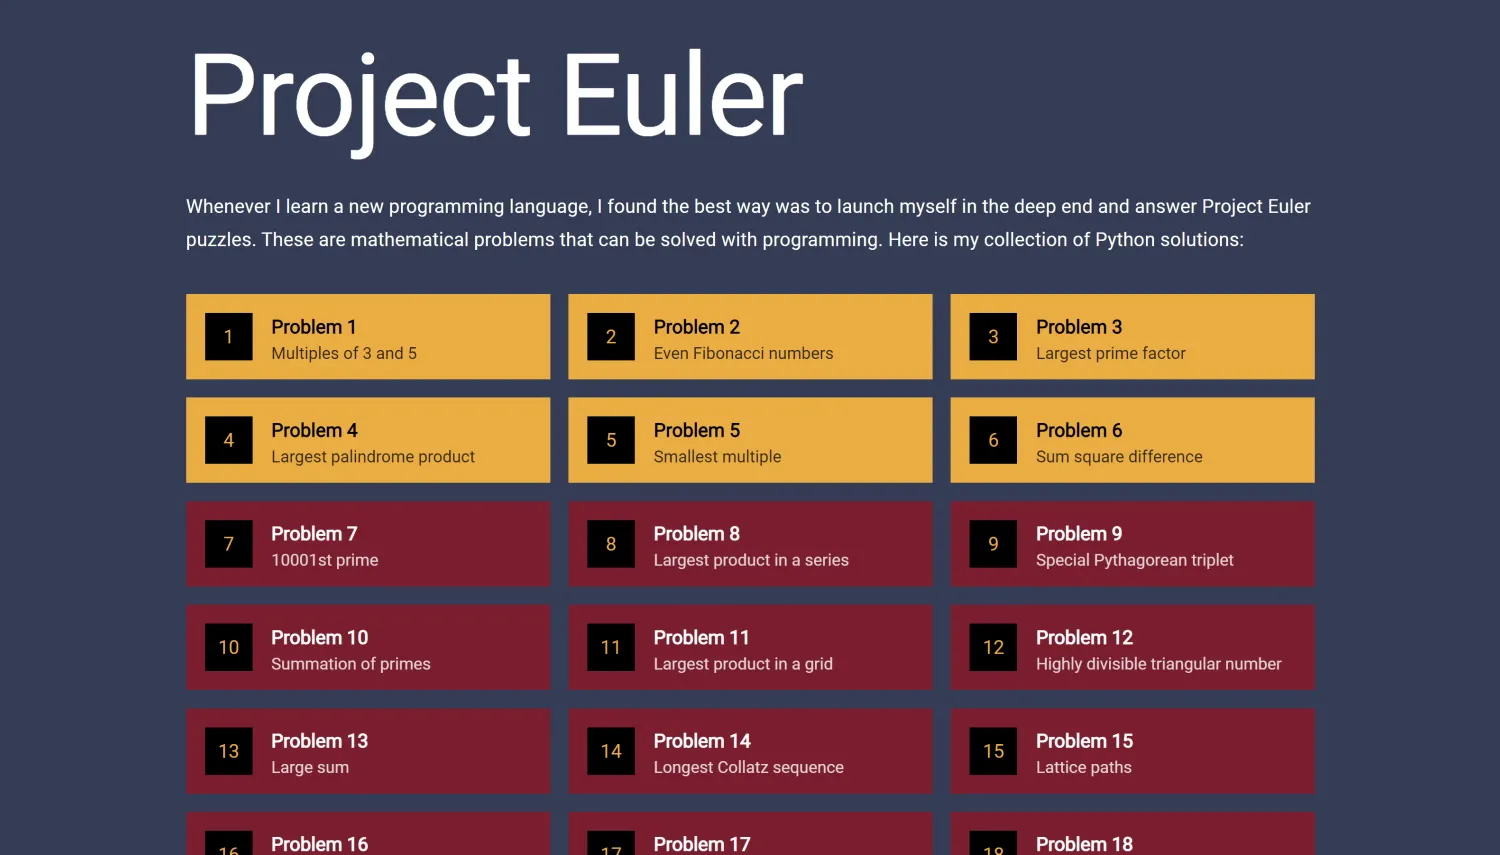 Project Euler
Whenever I learn a new programming language, I found the best way was to launch myself in the deep end and answer Project Euler
puzzles. These are mathematical problems that can be solved with programming. Here is my collection of Python solutions:
1
Problem 1
Multiples of 3 and 5
2
Problem 2
Even Fibonacci numbers
3
Problem 3
Largest prime factor
4
Problem 4
Largest palindrome product
5
Problem 5
Smallest multiple
6
Problem 6
Sum square difference
7
Problem 7
10001st prime
8
Problem 8
Largest product in a series
9
Problem 9
Special Pythagorean triplet
10
Problem 10
Summation of primes
11
Problem 11
Largest product in a grid
12
Problem 12
Highly divisible triangular number
13
Problem 13
Large sum
14
Problem 14
Longest Collatz sequence
15
Problem 15
Lattice paths
16
Problem 16
17
Problem 17
18
Problem 18